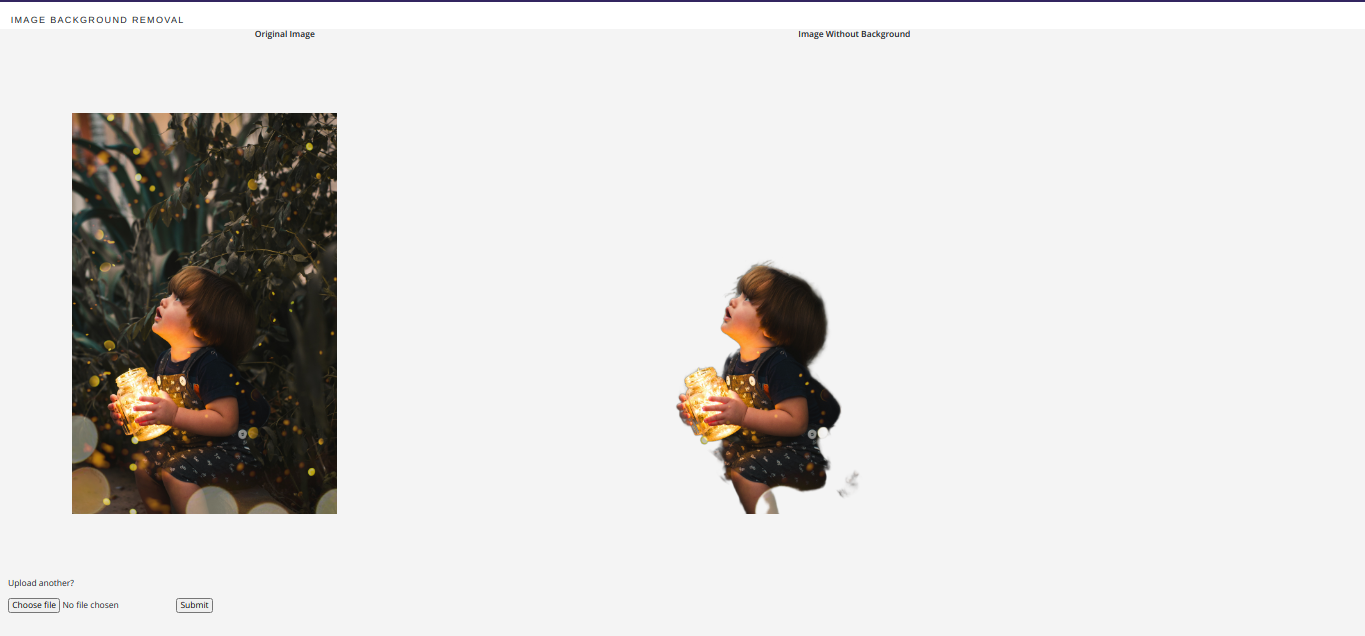 IMAGE BACKGROUND REMOVAL
Original Image
Image Without Background
Upload another?
Choose file No file chosen
Submit